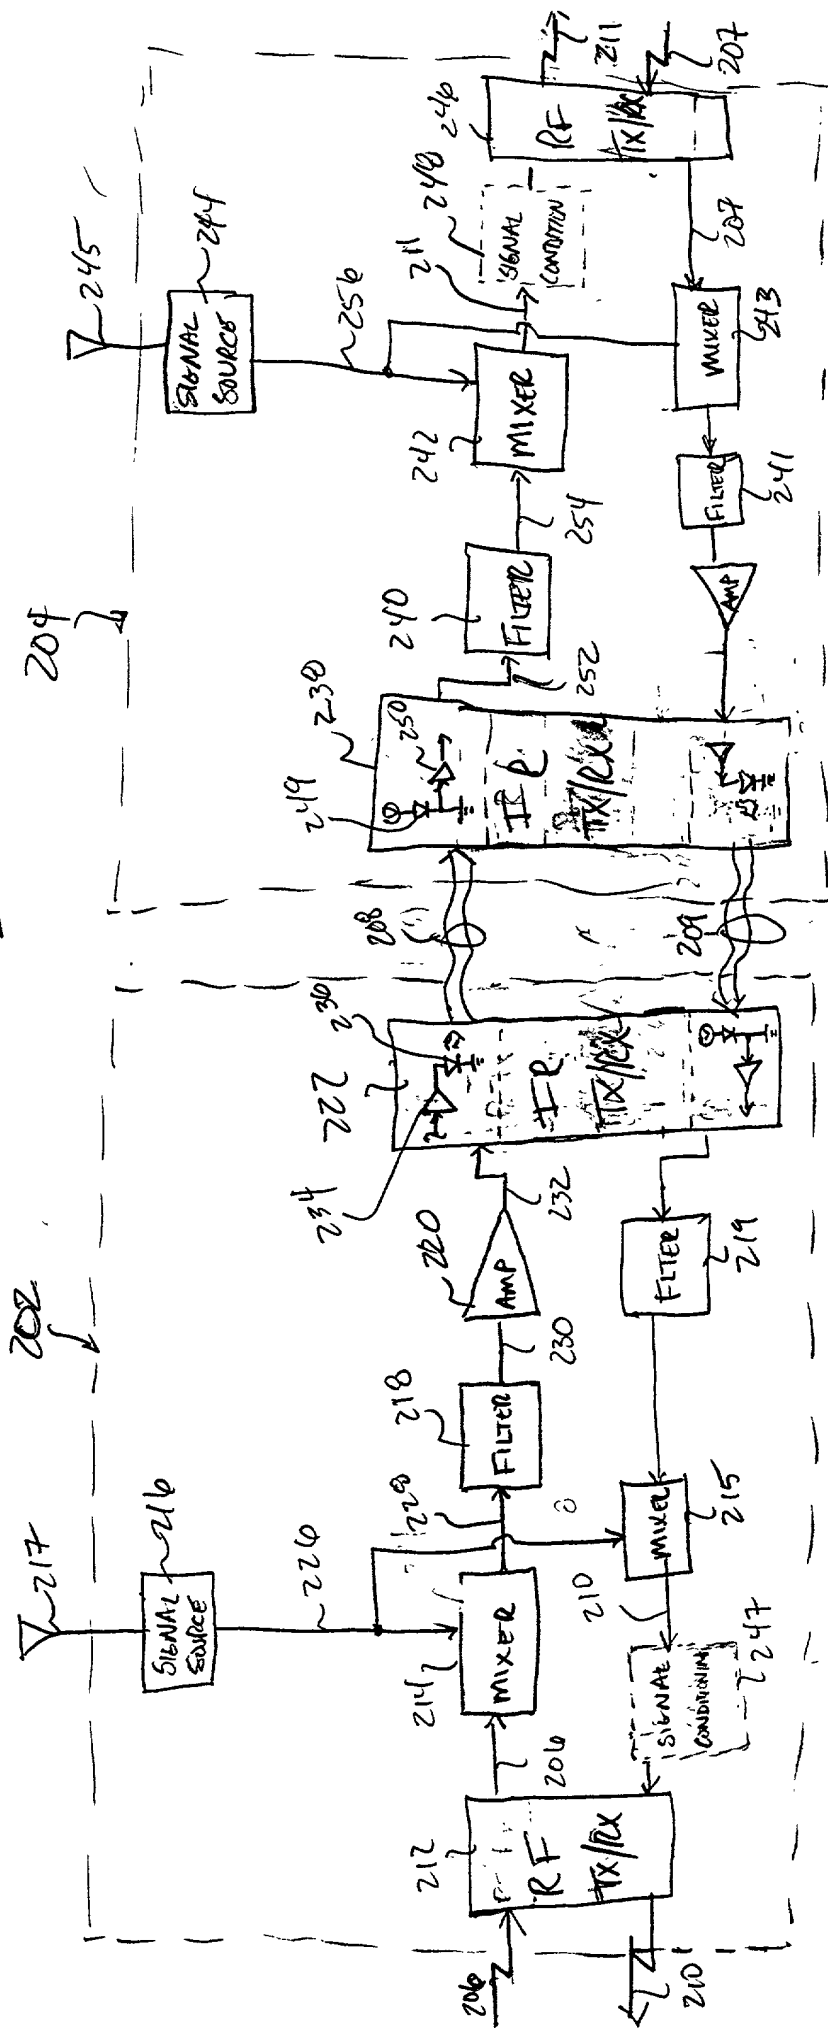 202
204
217
245
216
SIGNAL
SOURCE
244
SIGNAL
SOURCE
226
256
212
RF
TX/RX
206
206
214
MIXER
228
218
FILTER
230
220
AMP
232
222
234
236
IR
TX/RX
208
209
238
249
250
IR
TX/RX
252
240
FILTER
254
242
MIXER
211
248
SIGNAL
CONDITION
246
RF
TX/RX
211
207
207
210
247
SIGNAL
CONDITIONING
210
MIXER
215
FILTER
219
AMP
FILTER
241
MIXER
243